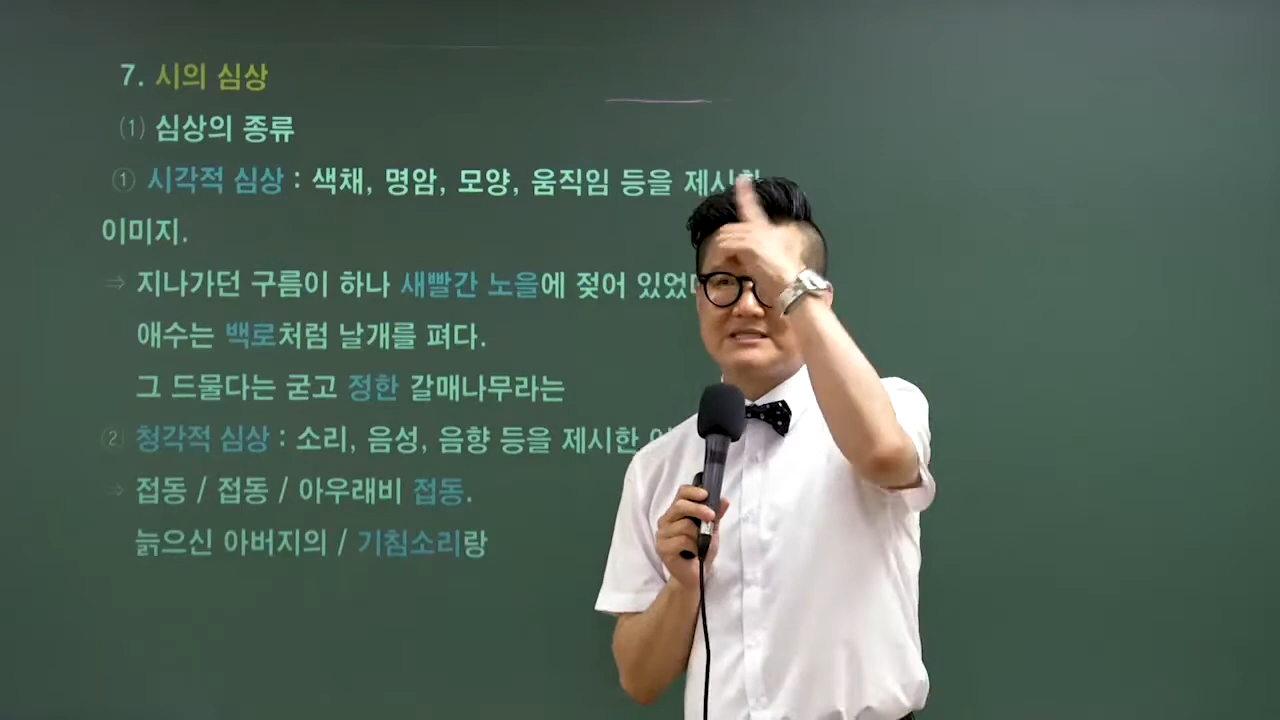 7. 시의 심상
(1) 심상의 종류
① 시각적 심상 : 색채, 명암, 모양, 움직임 등을 제시한
이미지.
⇒ 지나가던 구름이 하나 새빨간 노을에 젖어 있었
애수는 백로처럼 날개를 펴다.
그 드물다는 굳고 정한 갈매나무라는
② 청각적 심상 : 소리, 음성, 음향 등을 제시한
⇒ 접동 / 접동 / 아우래비 접동.
늙으신 아버지의 / 기침소리랑